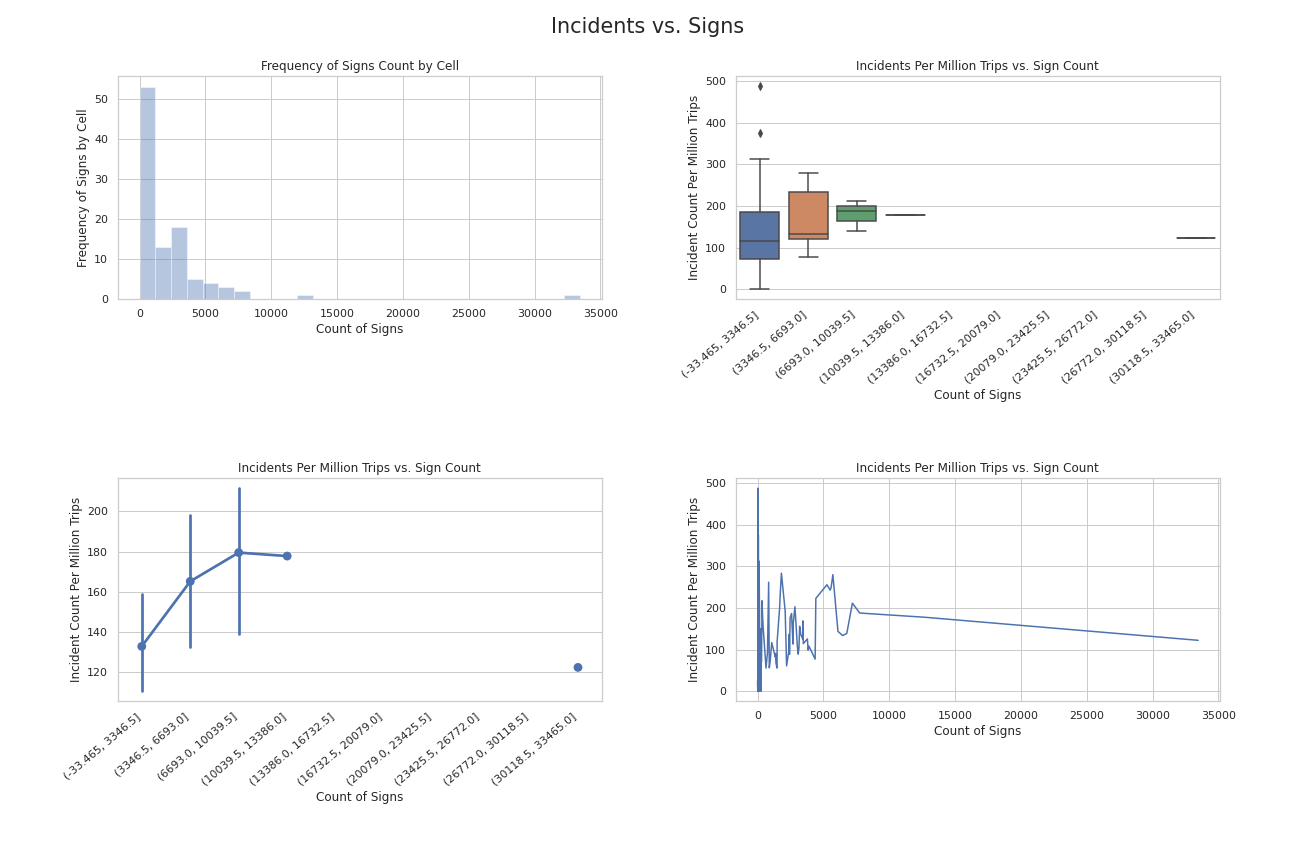 Incidents vs. Signs
Frequency of Signs Count by Cell
Frequency of Signs by Cell
50
40
30
20
10
0
0 5000 10000 15000 20000 25000 30000 35000
Count of Signs
Incidents Per Million Trips vs. Sign Count
Incident Count Per Million Trips
500
400
300
200
100
0
(-33.465, 3346.5]
(3346.5, 6693.0]
(6693.0, 10039.5]
(10039.5, 13386.0]
(13386.0, 16732.5]
(16732.5, 20079.0]
(20079.0, 23425.5]
(23425.5, 26772.0]
(26772.0, 30118.5]
(30118.5, 33465.0]
Count of Signs
Incidents Per Million Trips vs. Sign Count
Incident Count Per Million Trips
200
180
160
140
120
(-33.465, 3346.5]
(3346.5, 6693.0]
(6693.0, 10039.5]
(10039.5, 13386.0]
(13386.0, 16732.5]
(16732.5, 20079.0]
(20079.0, 23425.5]
(23425.5, 26772.0]
(26772.0, 30118.5]
(30118.5, 33465.0]
Count of Signs
Incidents Per Million Trips vs. Sign Count
Incident Count Per Million Trips
500
400
300
200
100
0
0 5000 10000 15000 20000 25000 30000 35000
Count of Signs